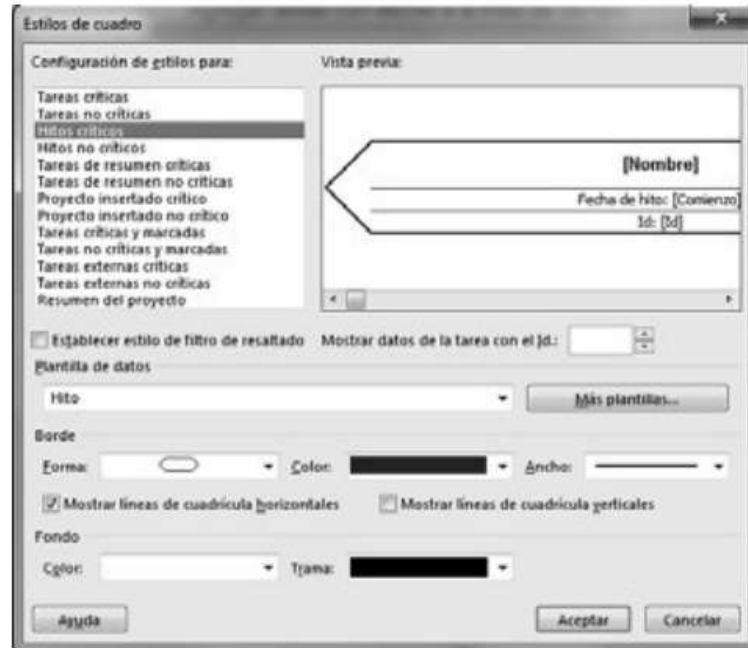 Estilos de cuadro
Configuración de estilos para:
Vista previa:
Tareas críticas
Tareas no críticas
Hitos críticos
Hitos no críticos
Tareas de resumen críticas
Tareas de resumen no críticas
Proyecto insertado crítico
Proyecto insertado no crítico
Tareas críticas y marcadas
Tareas no críticas y marcadas
Tareas externas críticas
Tareas externas no críticas
Resumen del proyecto
[Nombre]
Fecha de hito: [Comienzo]
Id: [Id]
Establecer estilo de filtro de resaltado
Mostrar datos de la tarea con el Id.:
Plantilla de datos
Hito
Más plantillas...
Borde
Forma:
Color:
Ancho:
Mostrar líneas de cuadrícula horizontales
Mostrar líneas de cuadrícula verticales
Fondo
Color:
Trama:
Ayuda
Aceptar
Cancelar